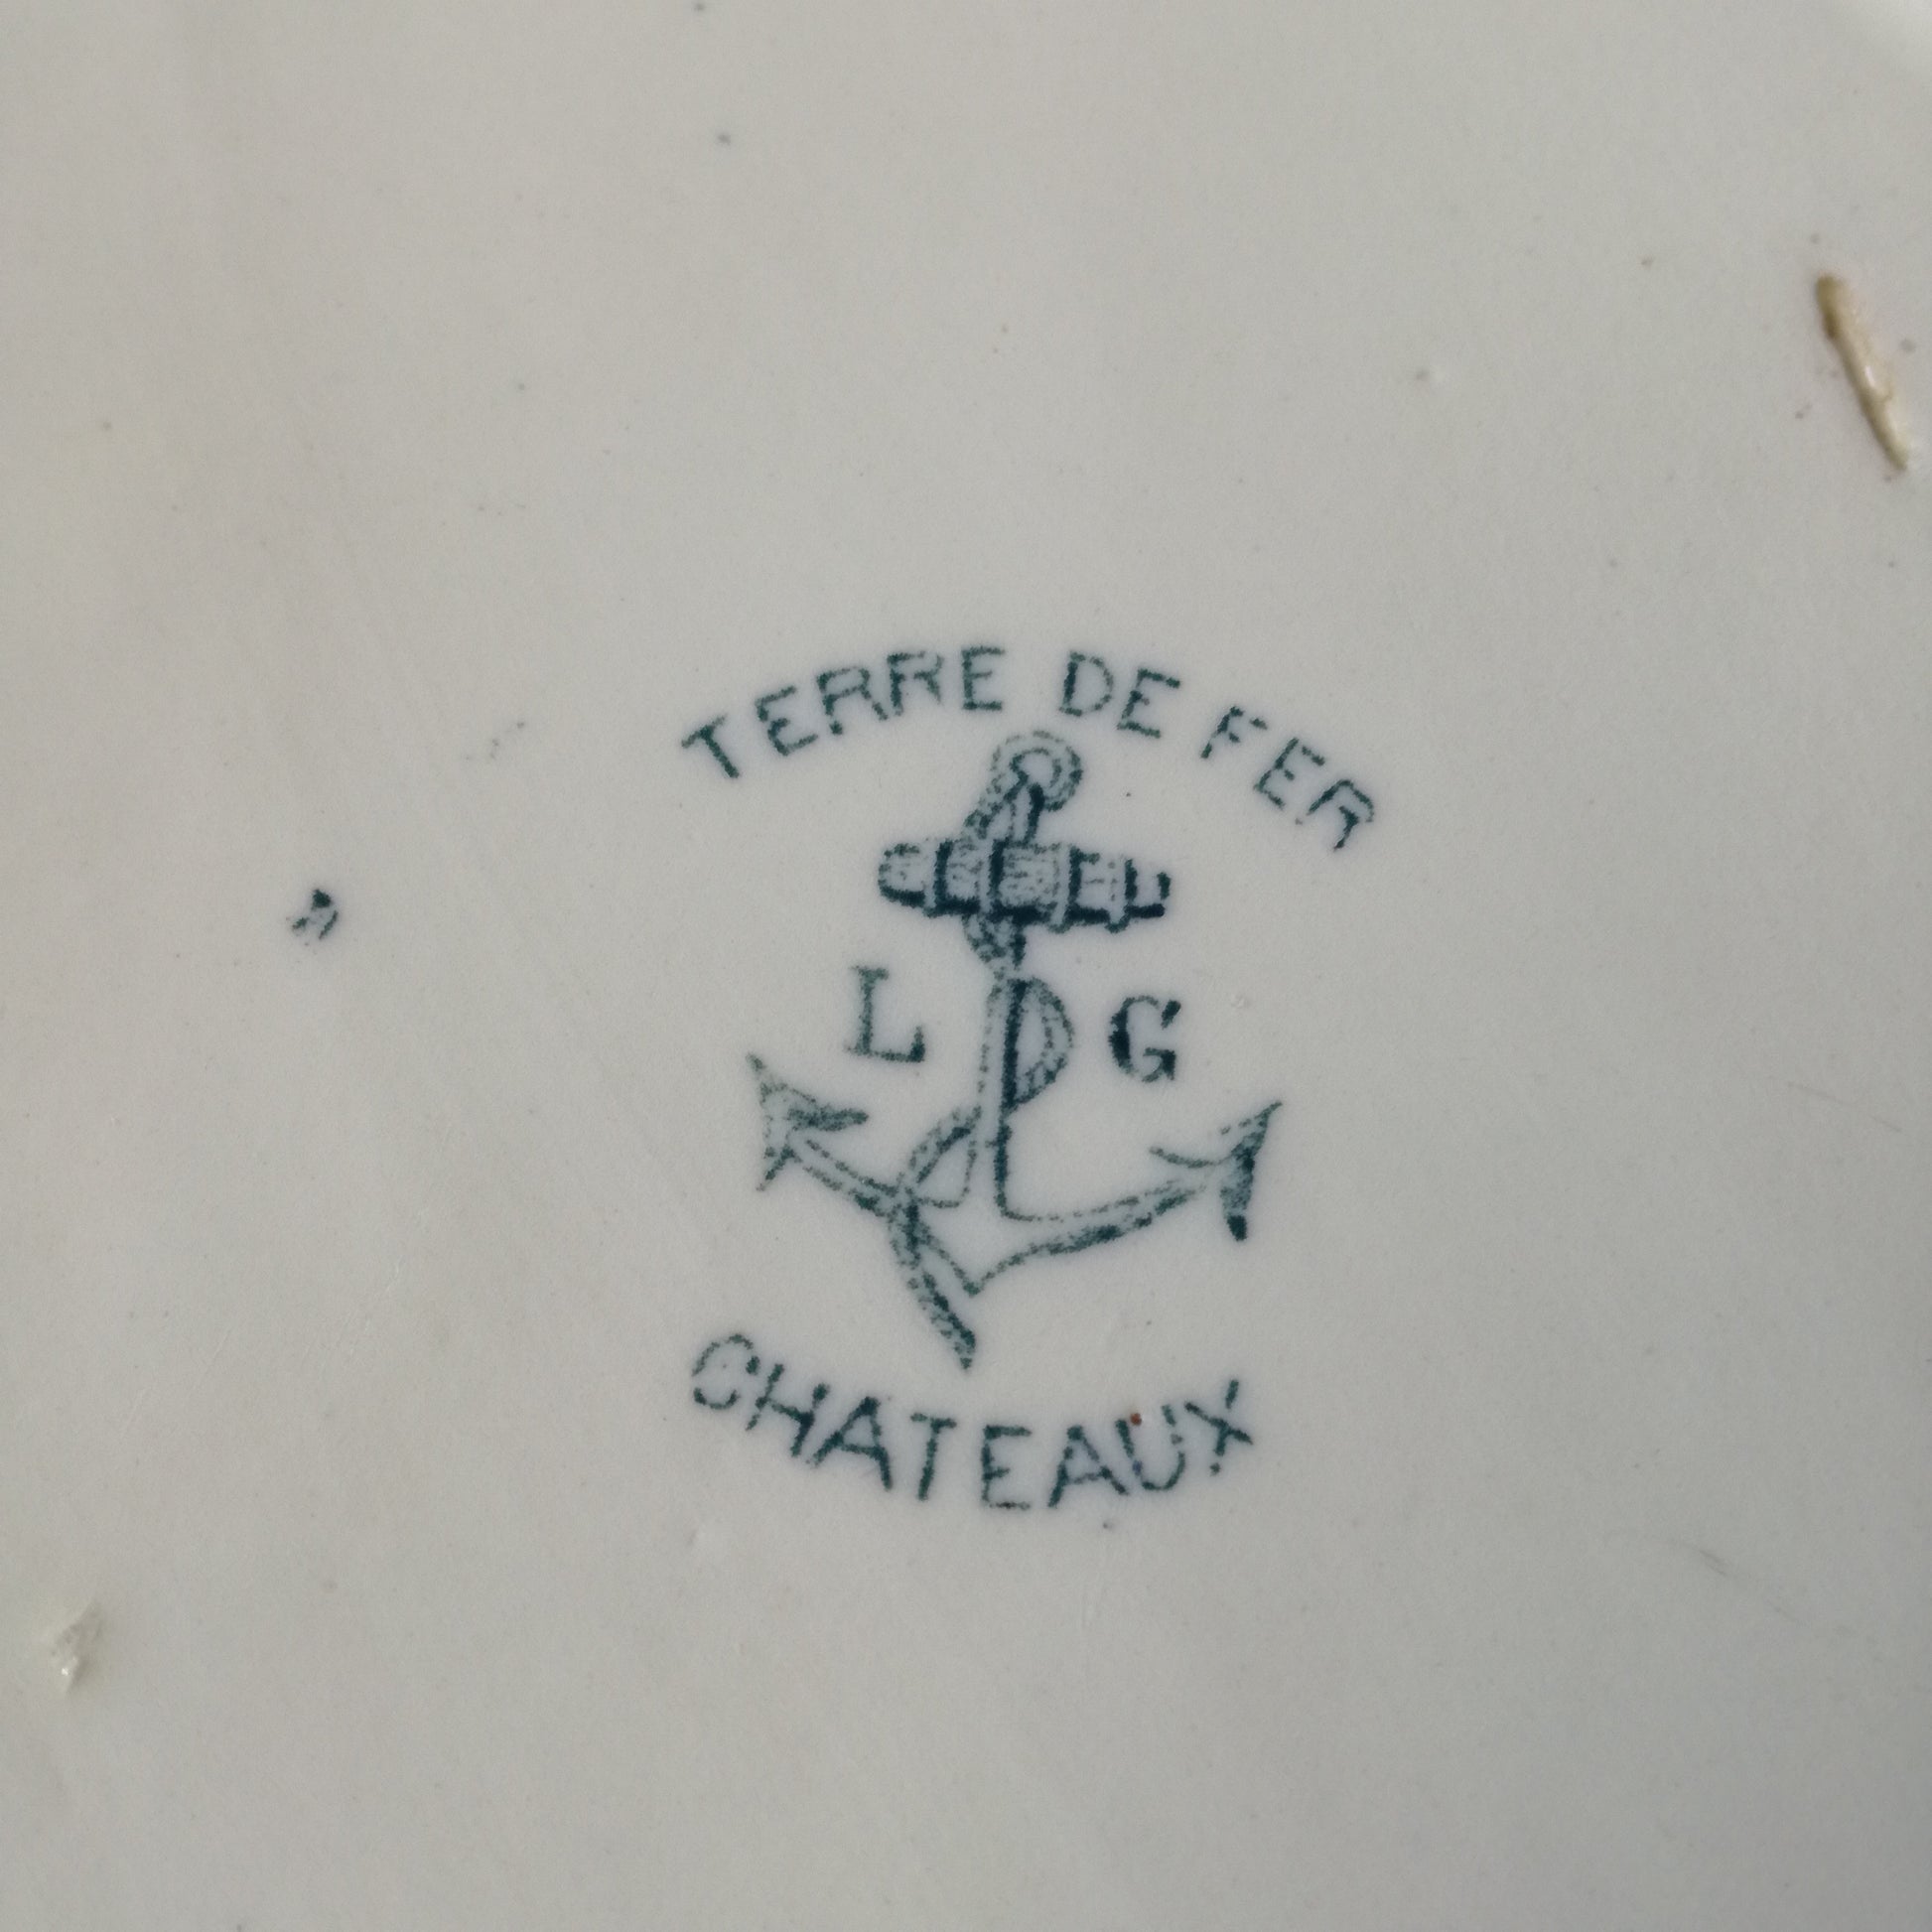 TERRE DE FER
L G
CHATEAUX